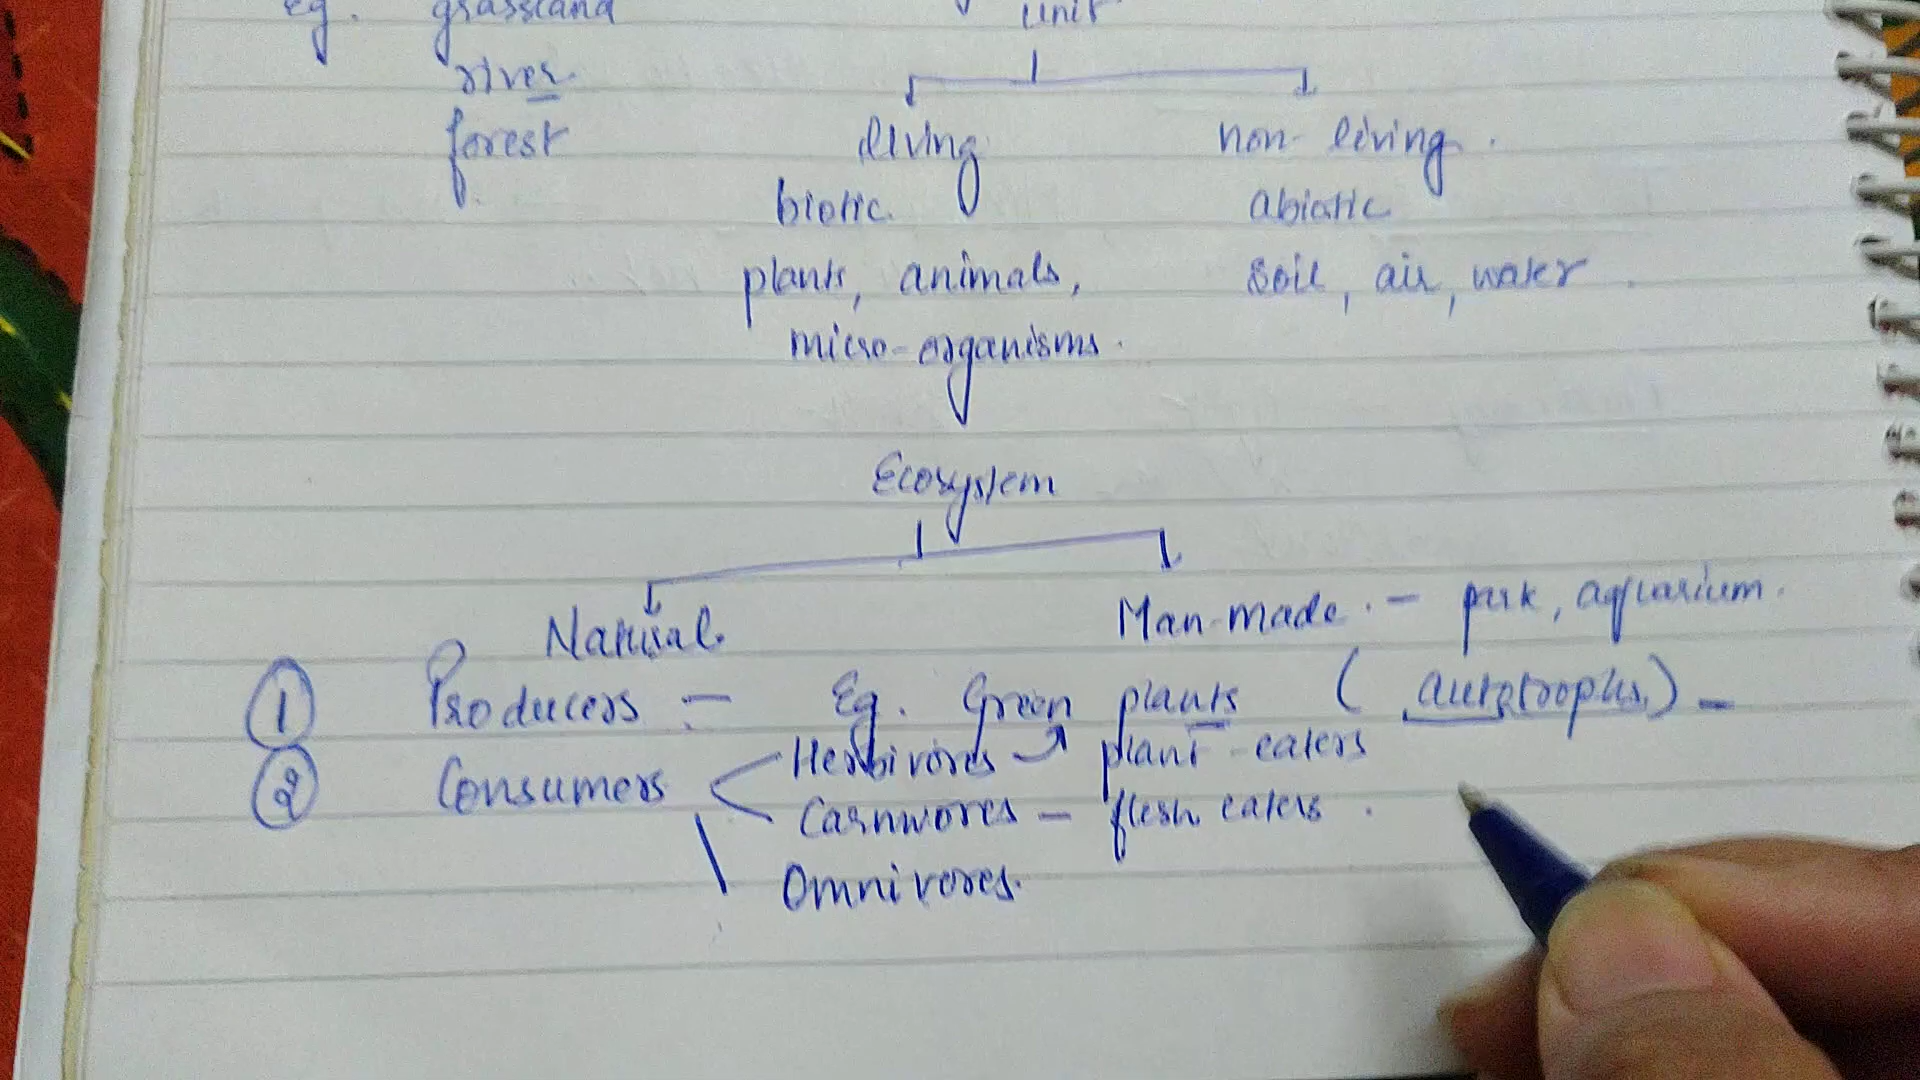 eg. grassland unit
river
forest living non-living.
biotic abiotic
plants, animals, soil, air, water.
micro-organisms.
Ecosystem
Natural Man-made. - park, aquarium.
① Producers = Eg. Green plants (autotrophs) -
② Consumers Herbivores → plant-eaters
Carnivores - flesh eaters.
Omnivores.